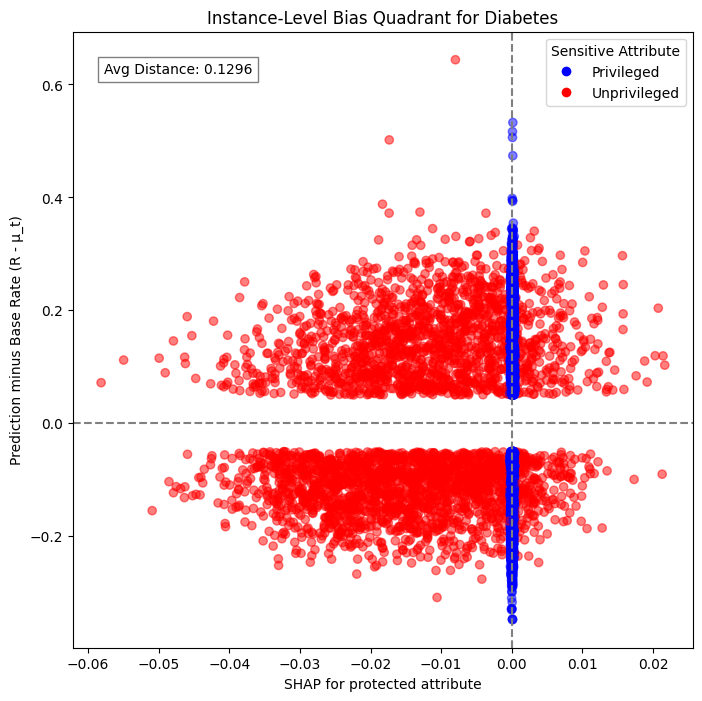 Instance-Level Bias Quadrant for Diabetes
Avg Distance: 0.1296
Sensitive Attribute
Privileged
Unprivileged
Prediction minus Base Rate (R - μ_t)
0.6
0.4
0.2
0.0
−0.2
−0.06
−0.05
−0.04
−0.03
−0.02
−0.01
0.00
0.01
0.02
SHAP for protected attribute